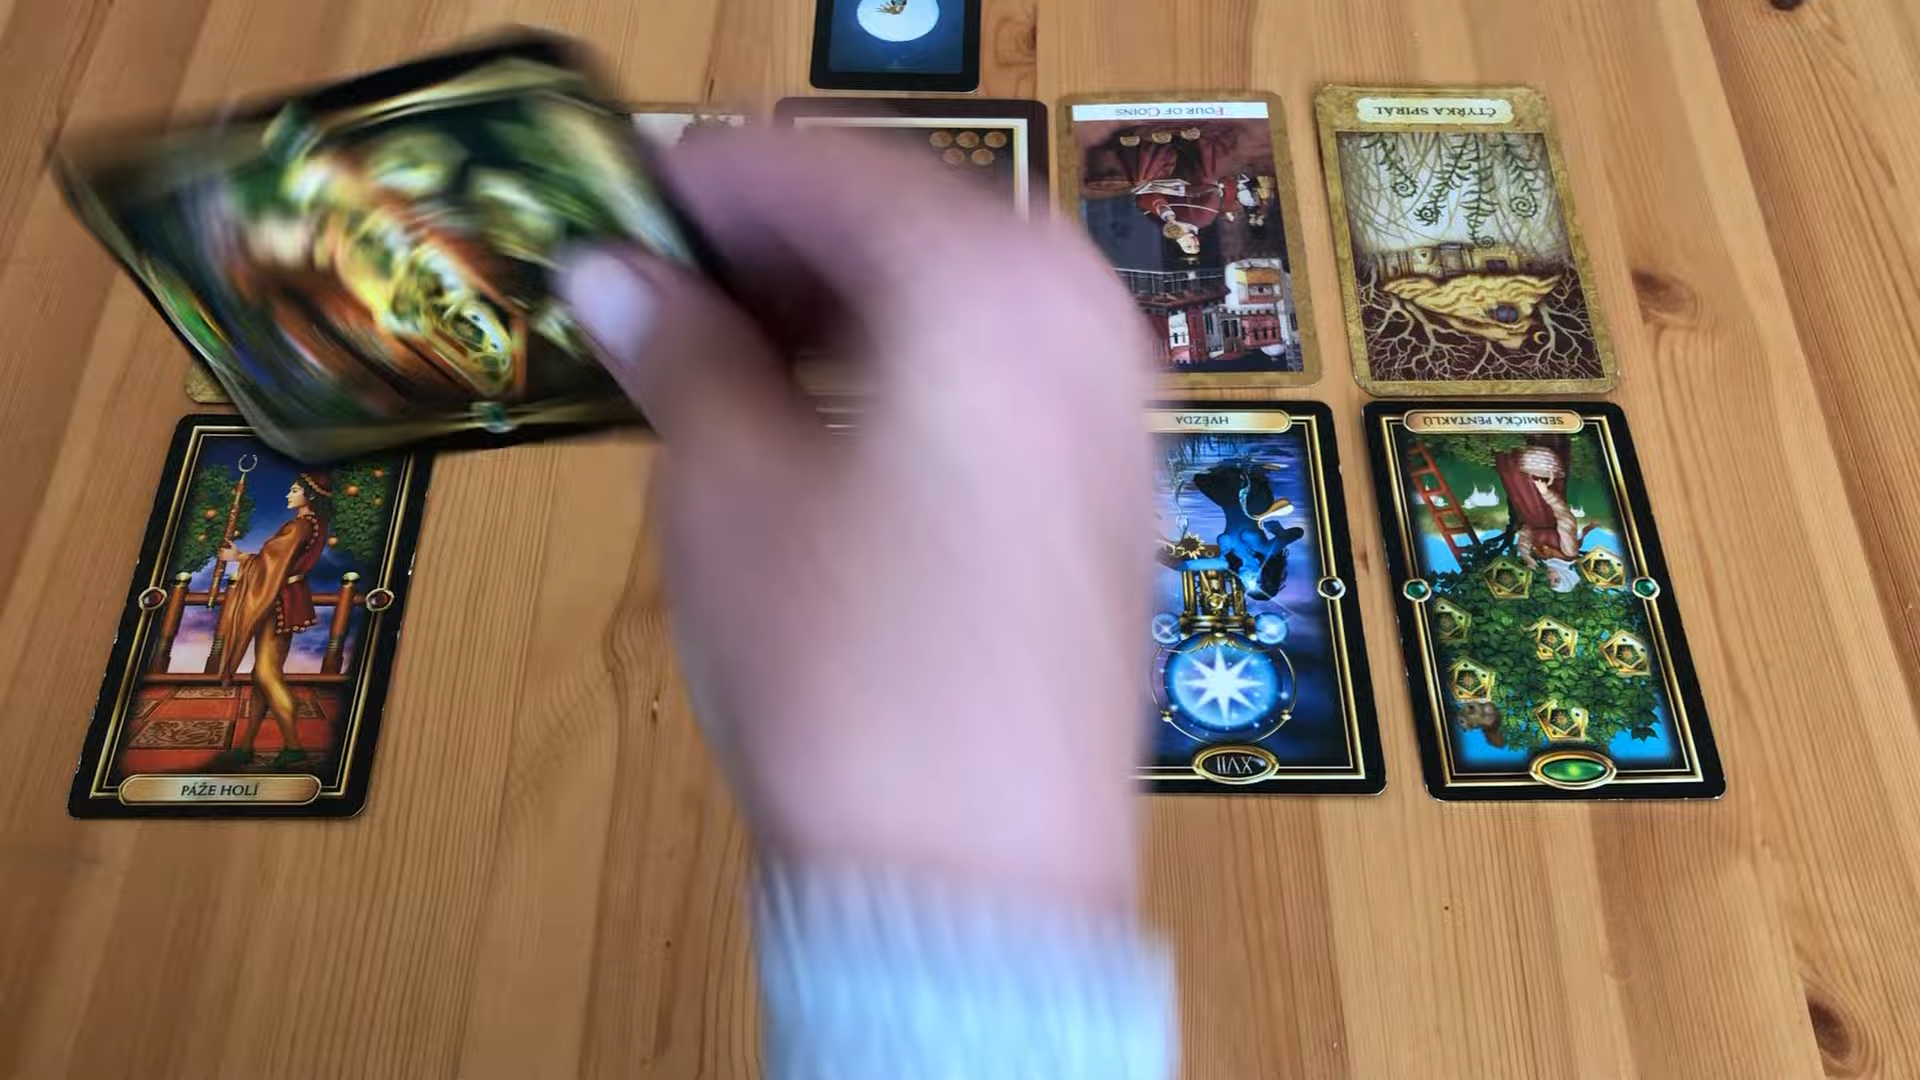 FOUR OF COINS
ČTYŘKA SPIRÁL
HVĚZDA
SEDMIČKA PENTAKLŮ
XVII
PÁŽE HOLÍ